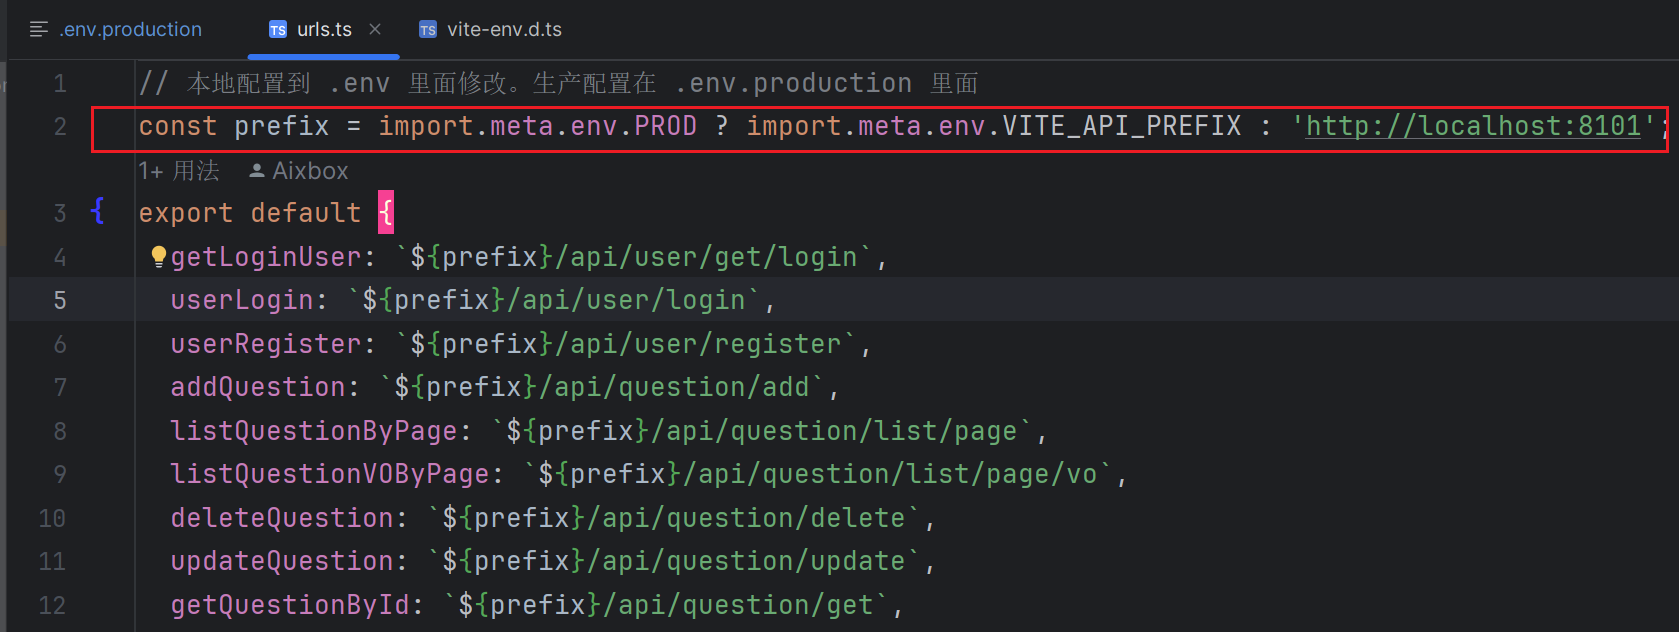 .env.production
TS urls.ts
TS vite-env.d.ts
1 // 本地配置到 .env 里面修改。生产配置在 .env.production 里面
2 const prefix = import.meta.env.PROD ? import.meta.env.VITE_API_PREFIX : 'http://localhost:8101';
1+ 用法 Aixbox
3 export default {
4 getLoginUser: `${prefix}/api/user/get/login`,
5 userLogin: `${prefix}/api/user/login`,
6 userRegister: `${prefix}/api/user/register`,
7 addQuestion: `${prefix}/api/question/add`,
8 listQuestionByPage: `${prefix}/api/question/list/page`,
9 listQuestionVOByPage: `${prefix}/api/question/list/page/vo`,
10 deleteQuestion: `${prefix}/api/question/delete`,
11 updateQuestion: `${prefix}/api/question/update`,
12 getQuestionById: `${prefix}/api/question/get`,